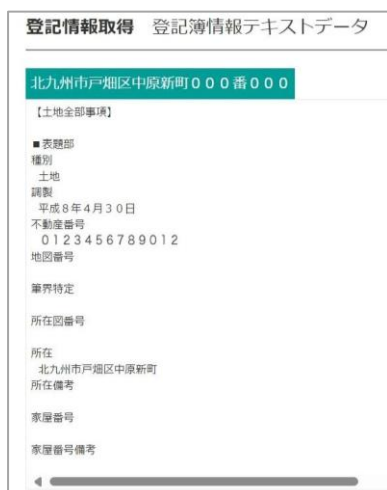 登記情報取得 登記簿情報テキストデータ
北九州市戸畑区中原新町０００番０００
【土地全部事項】
■表題部
種別
土地
調製
平成８年４月３０日
不動産番号
０１２３４５６７８９０１２
地図番号
筆界特定
所在図番号
所在
北九州市戸畑区中原新町
所在備考
家屋番号
家屋番号備考